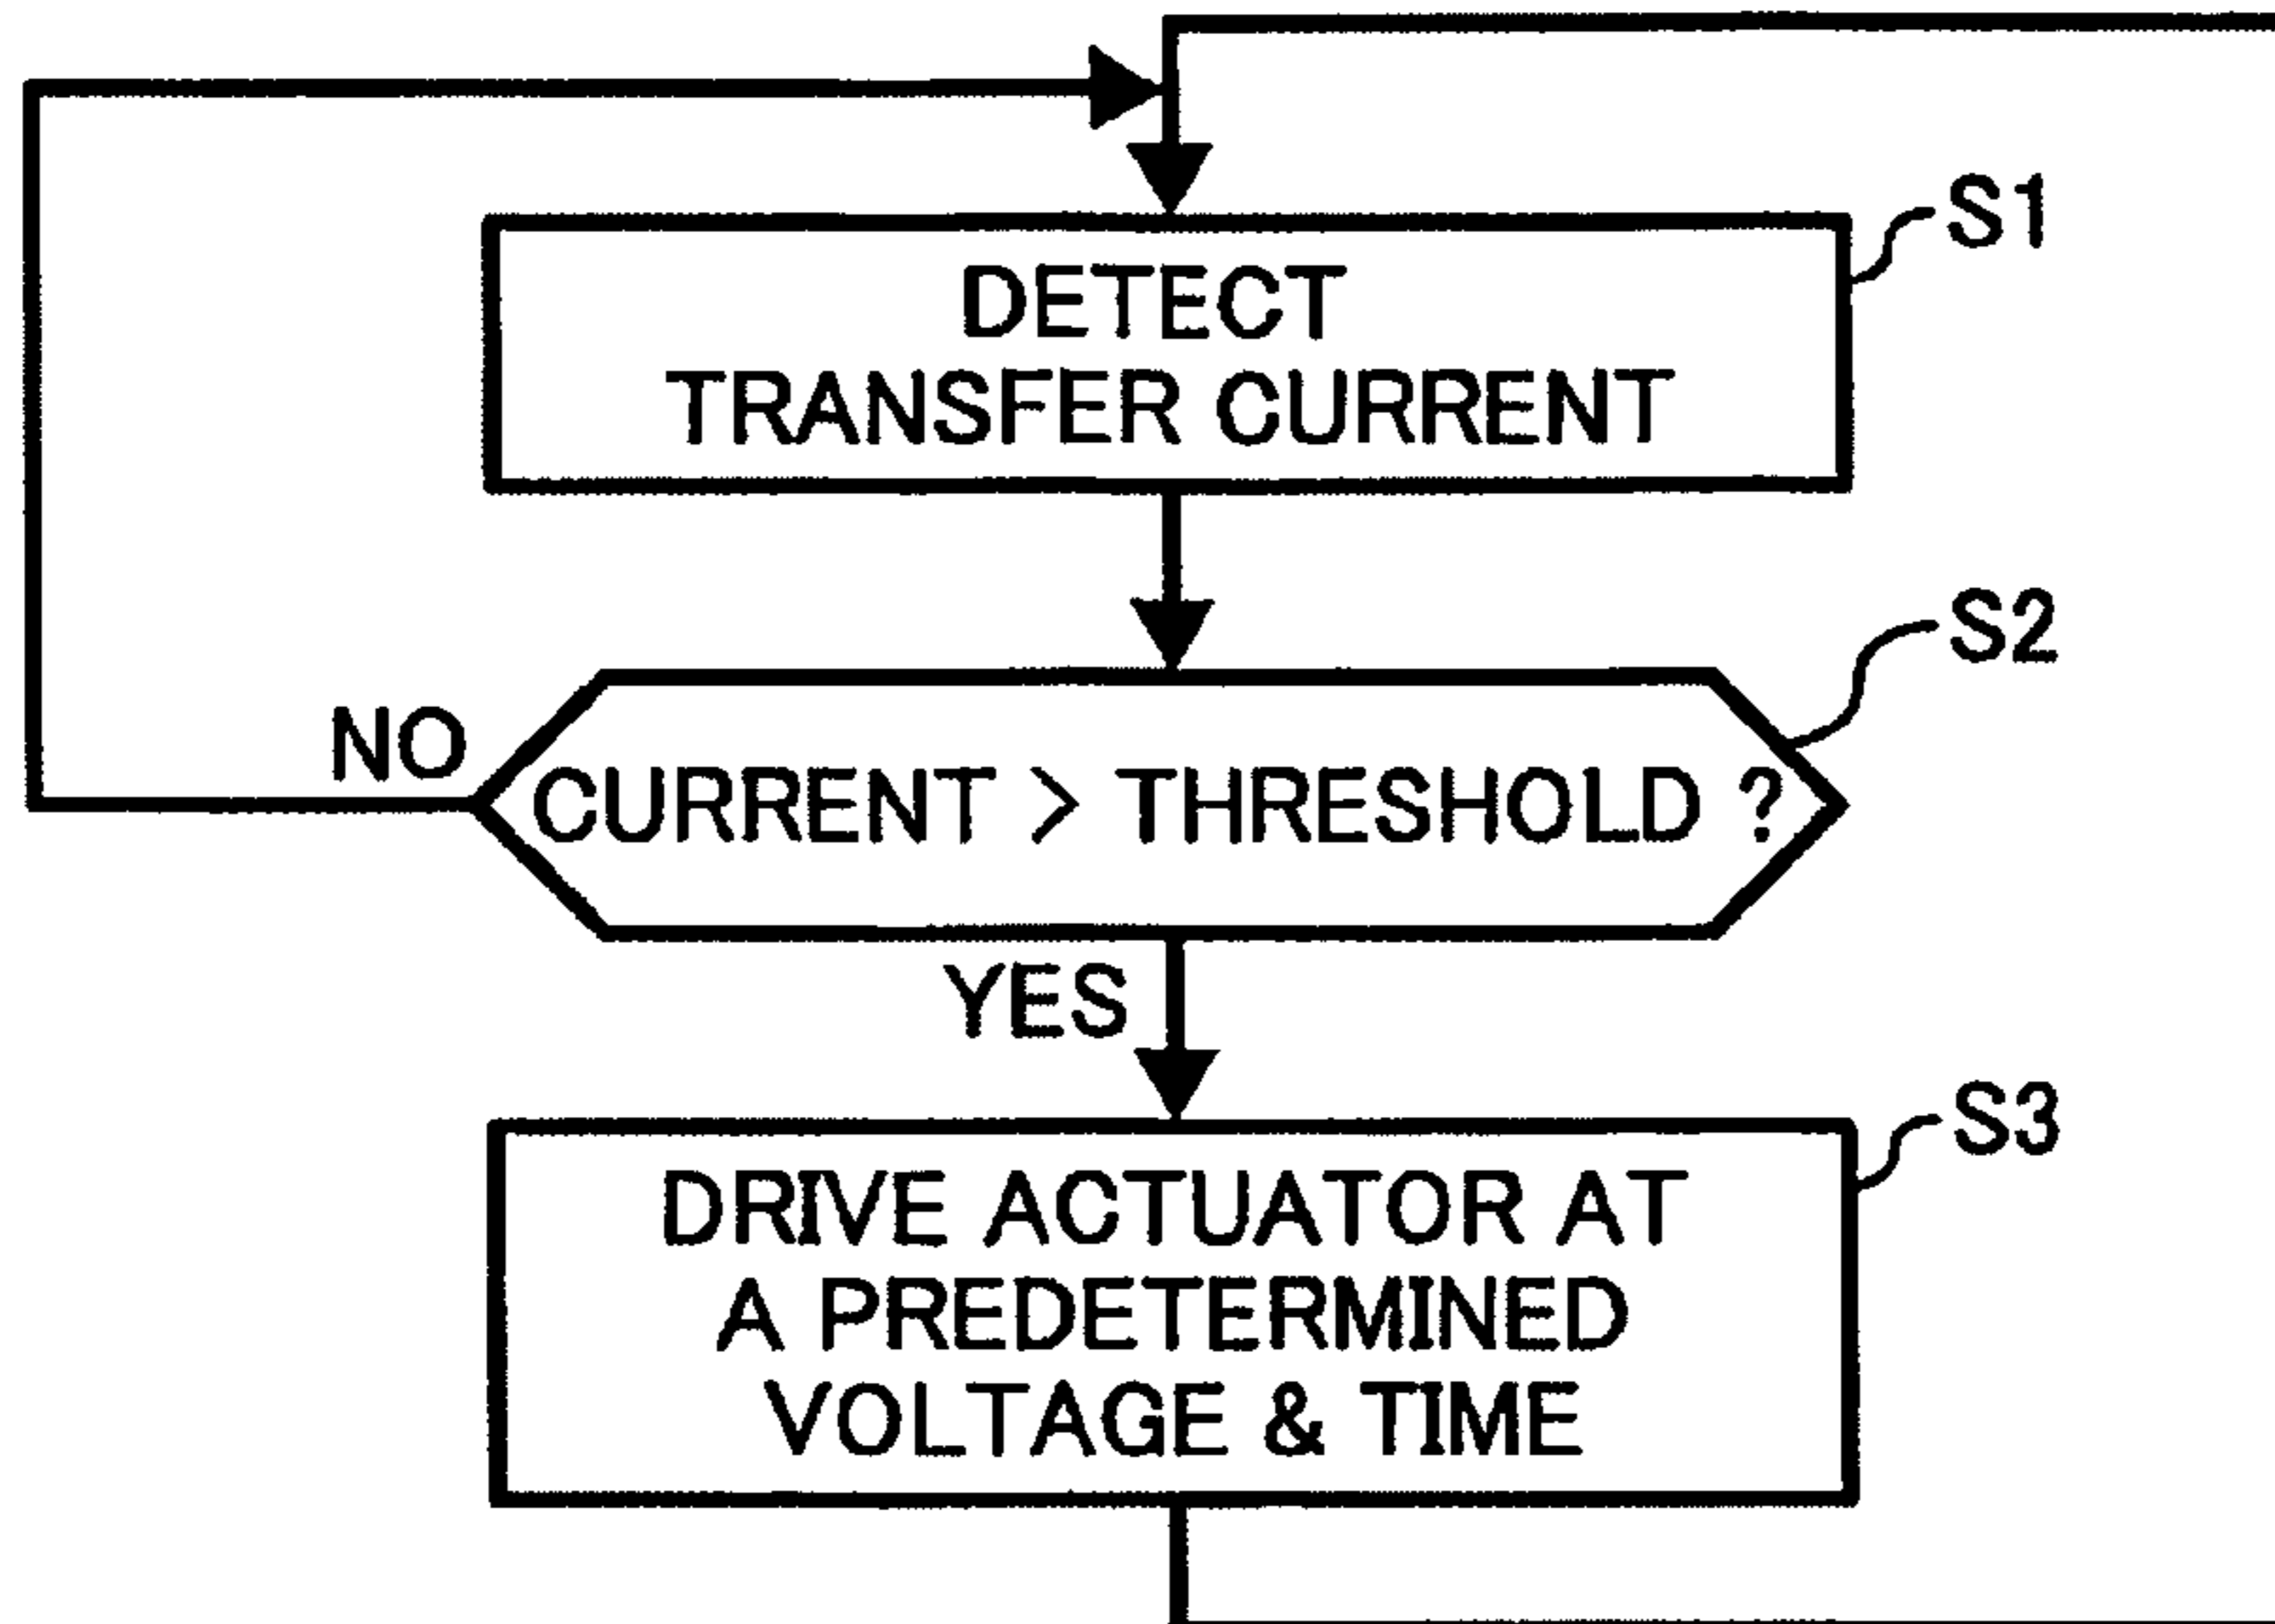 S1
DETECT
TRANSFER CURRENT
S2
NO
CURRENT > THRESHOLD ?
YES
S3
DRIVE ACTUATOR AT
A PREDETERMINED
VOLTAGE & TIME